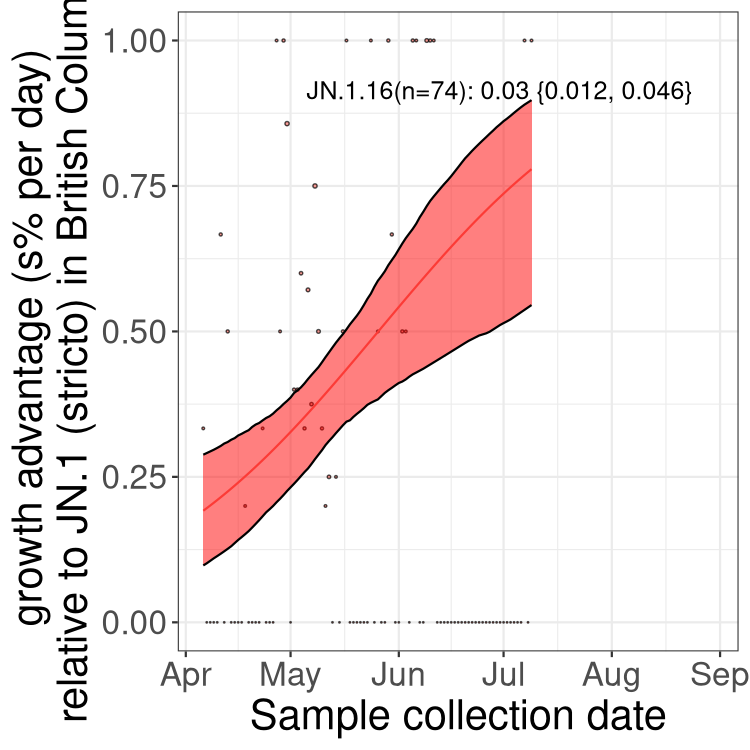 growth advantage (s% per day)
relative to JN.1 (stricto) in British Colum
1.00
0.75
0.50
0.25
0.00
JN.1.16(n=74): 0.03 {0.012, 0.046}
Apr May Jun Jul Aug Sep
Sample collection date